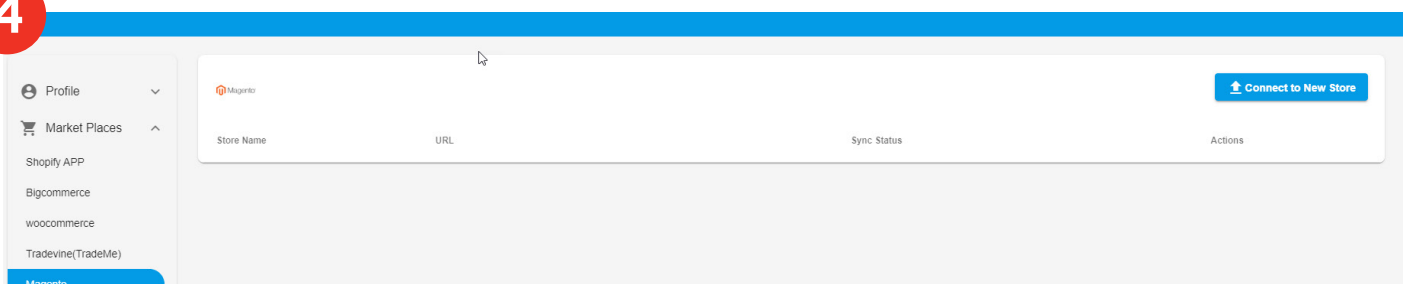 4
Profile
Market Places
Shopify APP
Bigcommerce
woocommerce
Tradevine(TradeMe)
Magento
Magento
Connect to New Store
Store Name URL Sync Status Actions